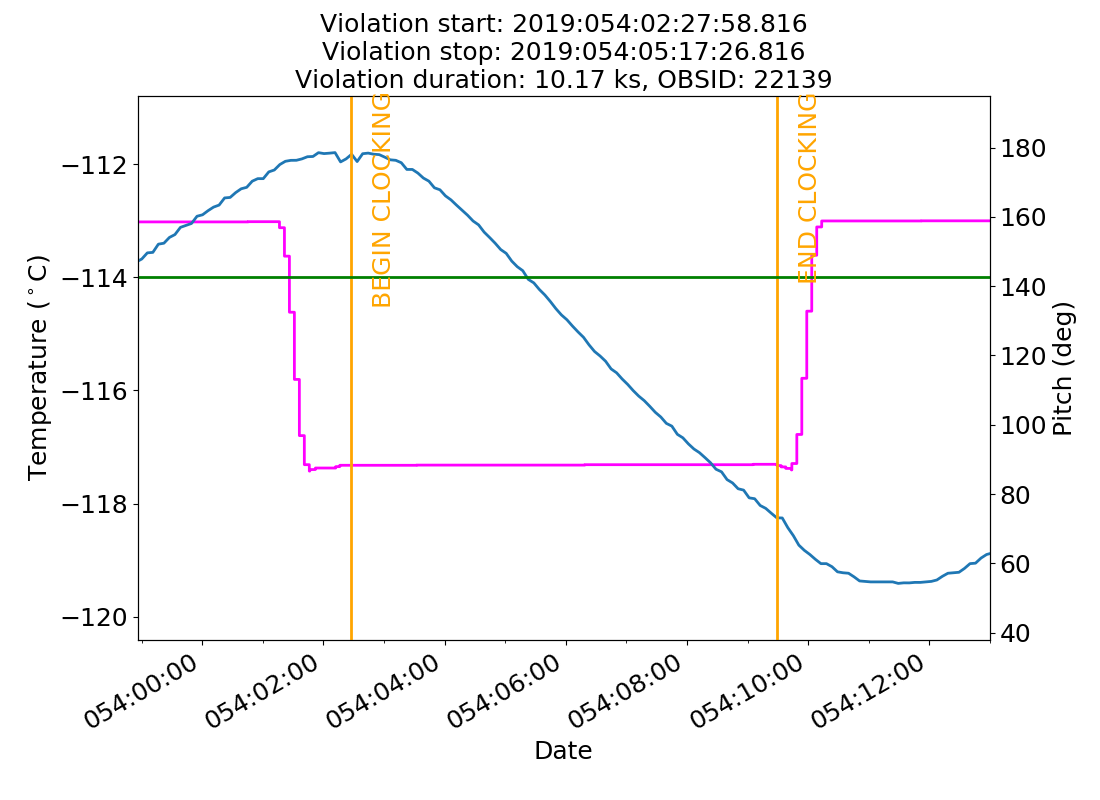 Violation start: 2019:054:02:27:58.816
Violation stop: 2019:054:05:17:26.816
Violation duration: 10.17 ks, OBSID: 22139
BEGIN CLOCKING
END CLOCKING
−112
−113
−114
−116
−118
−120
Temperature (°C)
180
160
140
120
100
80
60
40
Pitch (deg)
054:00:00
054:02:00
054:04:00
054:06:00
054:08:00
054:10:00
054:12:00
Date